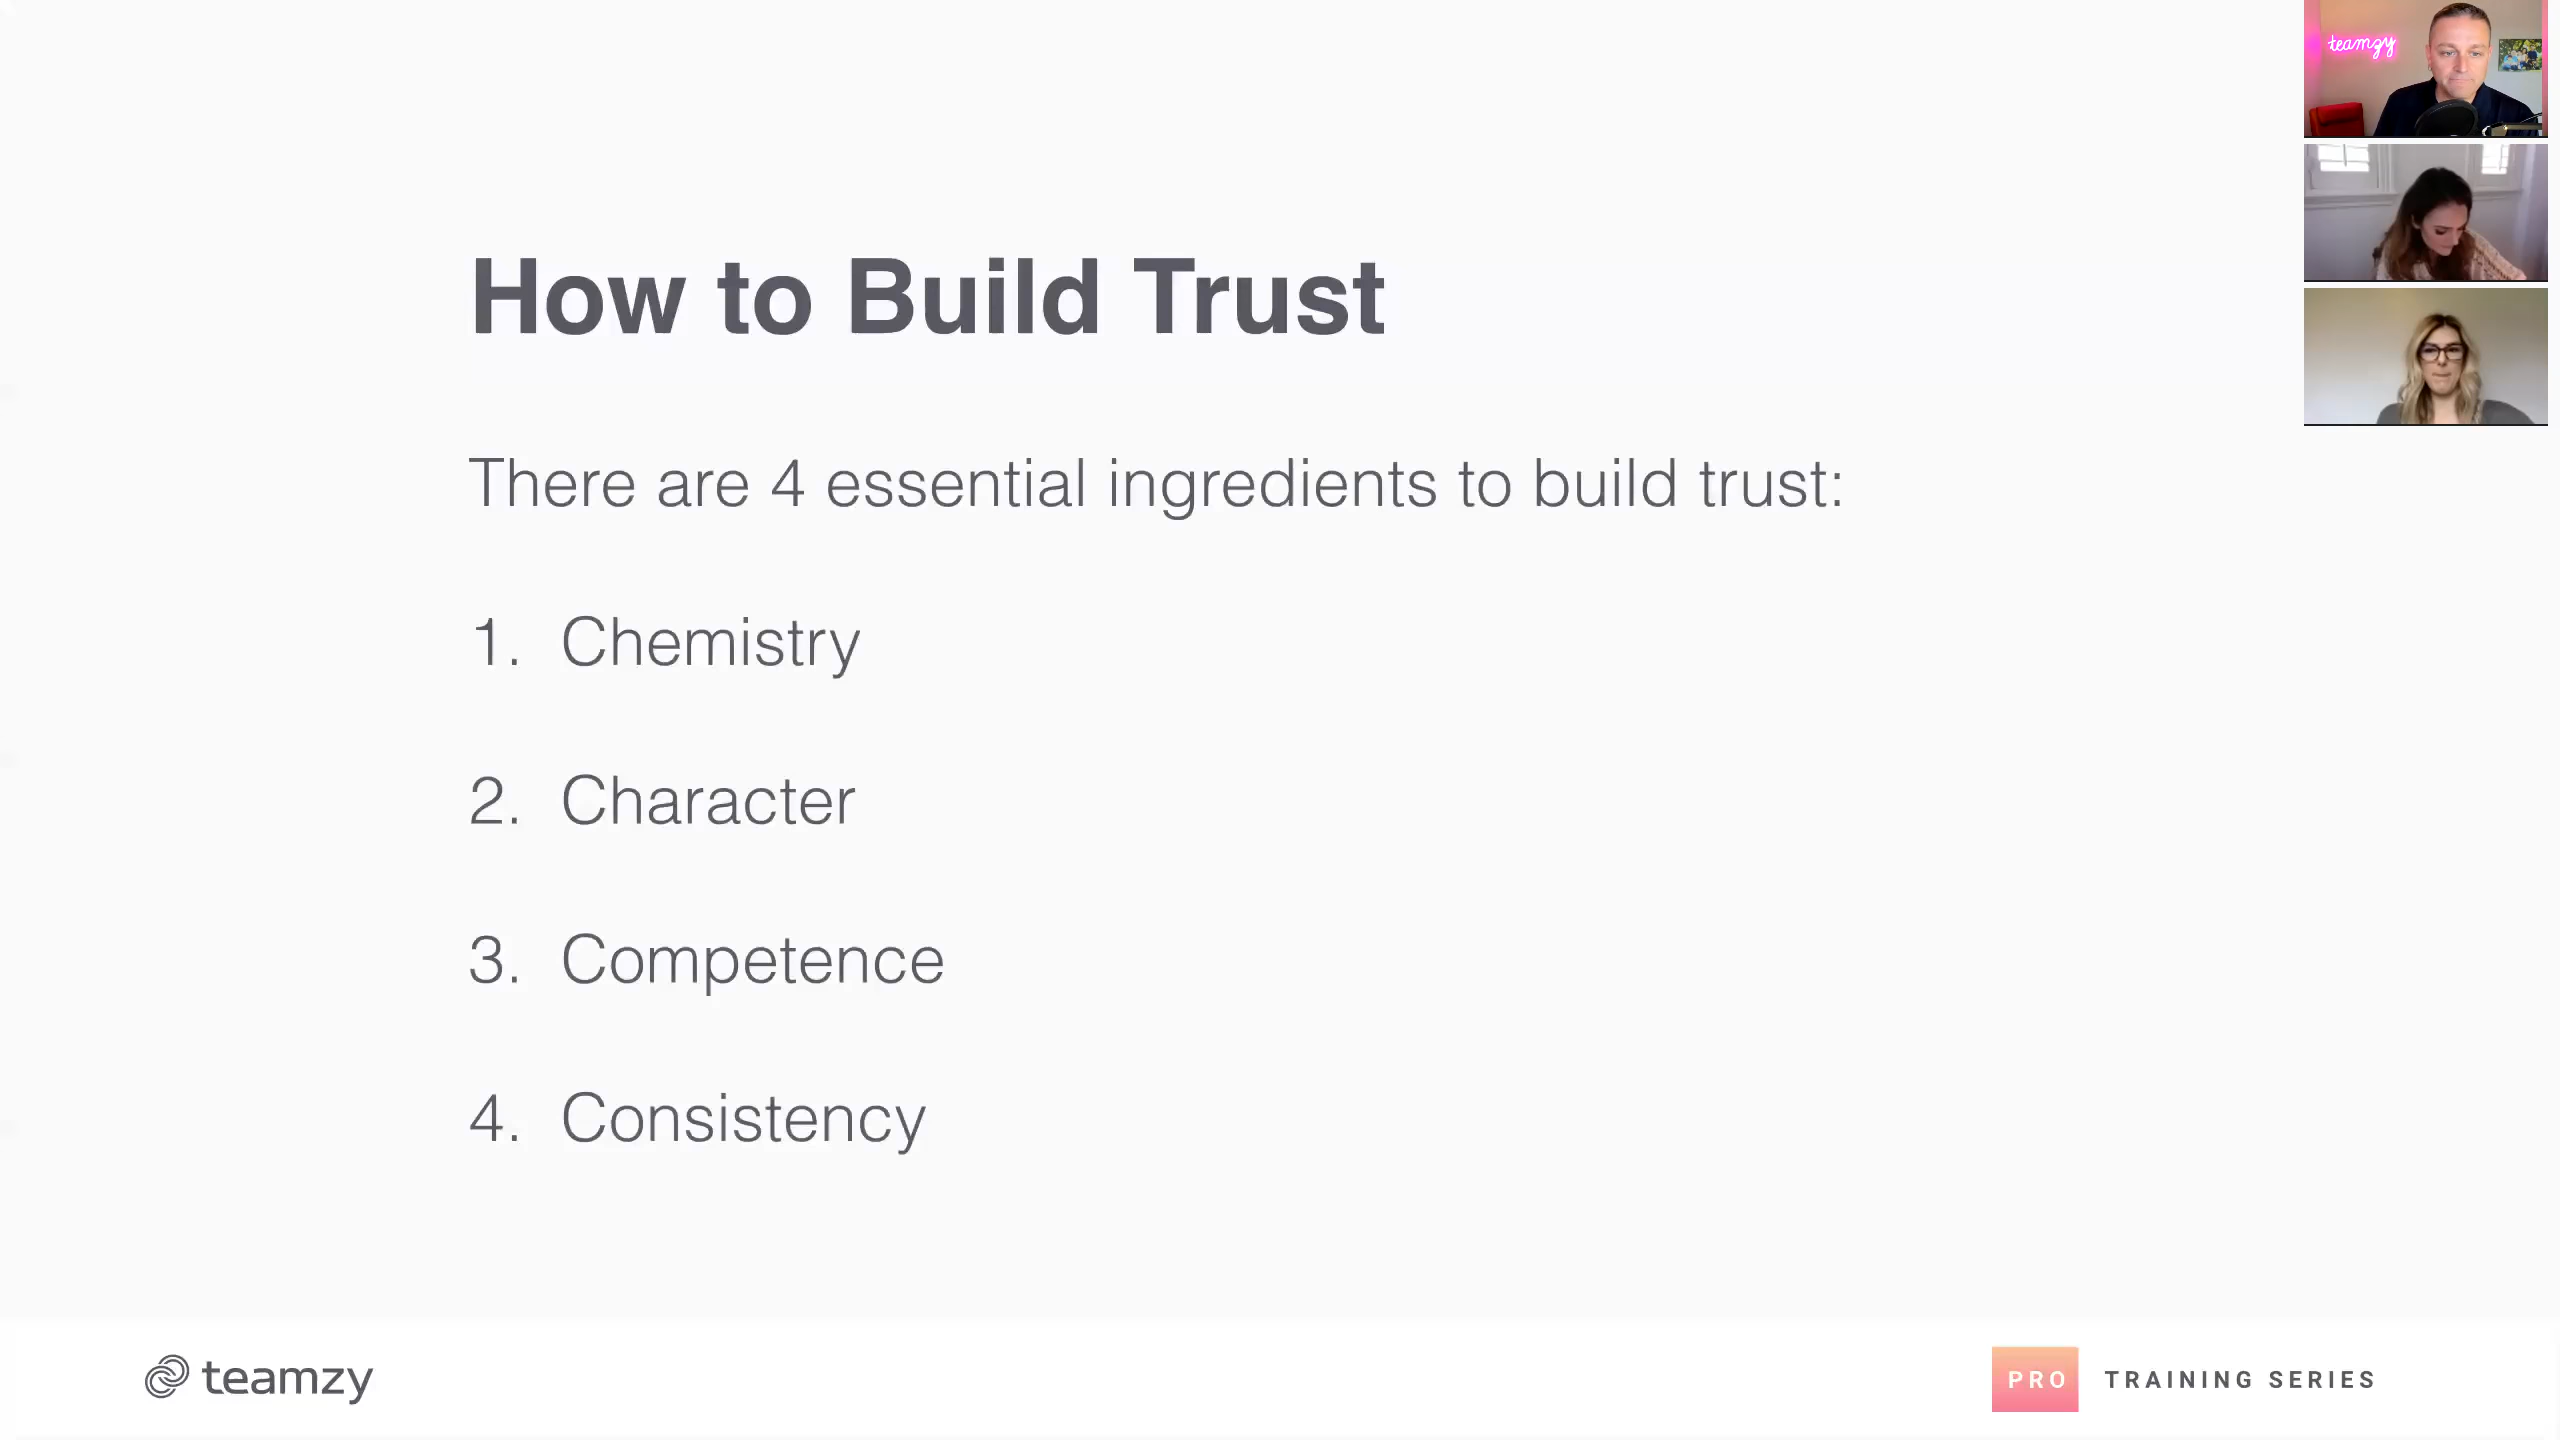 teamzy
How to Build Trust
There are 4 essential ingredients to build trust:
1. Chemistry
2. Character
3. Competence
4. Consistency
teamzy
PRO TRAINING SERIES